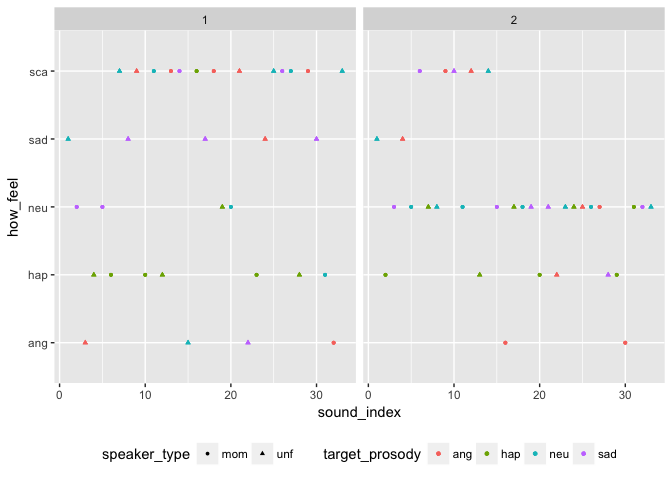 1 2
sca
sad
neu
hap
ang
how_feel
0 10 20 30 0 10 20 30
sound_index
speaker_type mom unf target_prosody ang hap neu sad